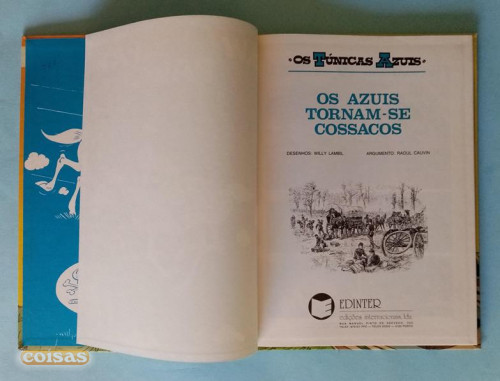 • OS TÚNICAS AZUIS •
OS AZUIS
TORNAM-SE
COSSACOS
DESENHOS: WILLY LAMBIL ARGUMENTO: RAOUL CAUVIN
EDINTER
edições internacionais, lda.
coisas